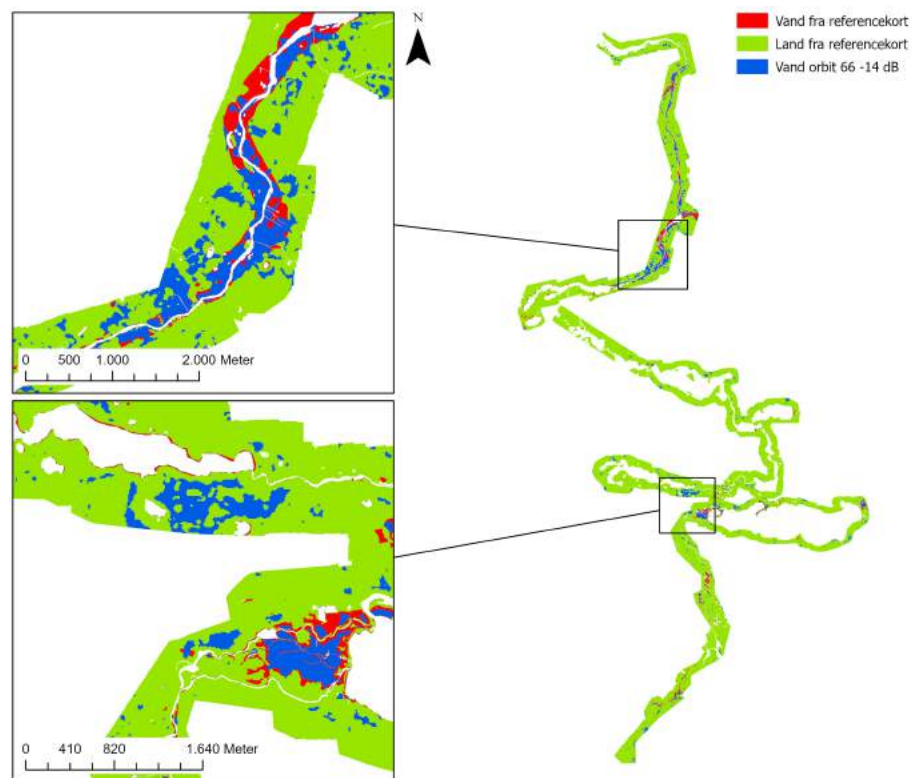 N
Vand fra referencekort
Land fra referencekort
Vand orbit 66 -14 dB
0 500 1.000 2.000 Meter
0 410 820 1.640 Meter